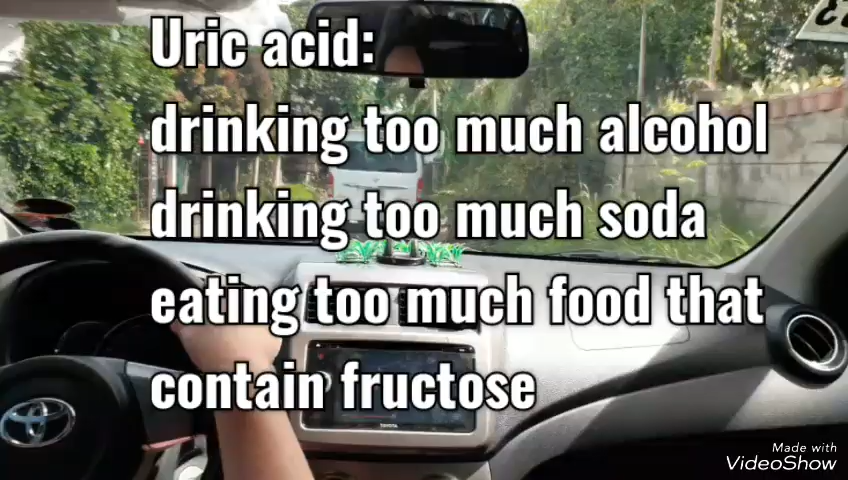 Uric acid:
drinking too much alcohol
drinking too much soda
eating too much food that
contain fructose
TOYOTA
Made with
VideoShow